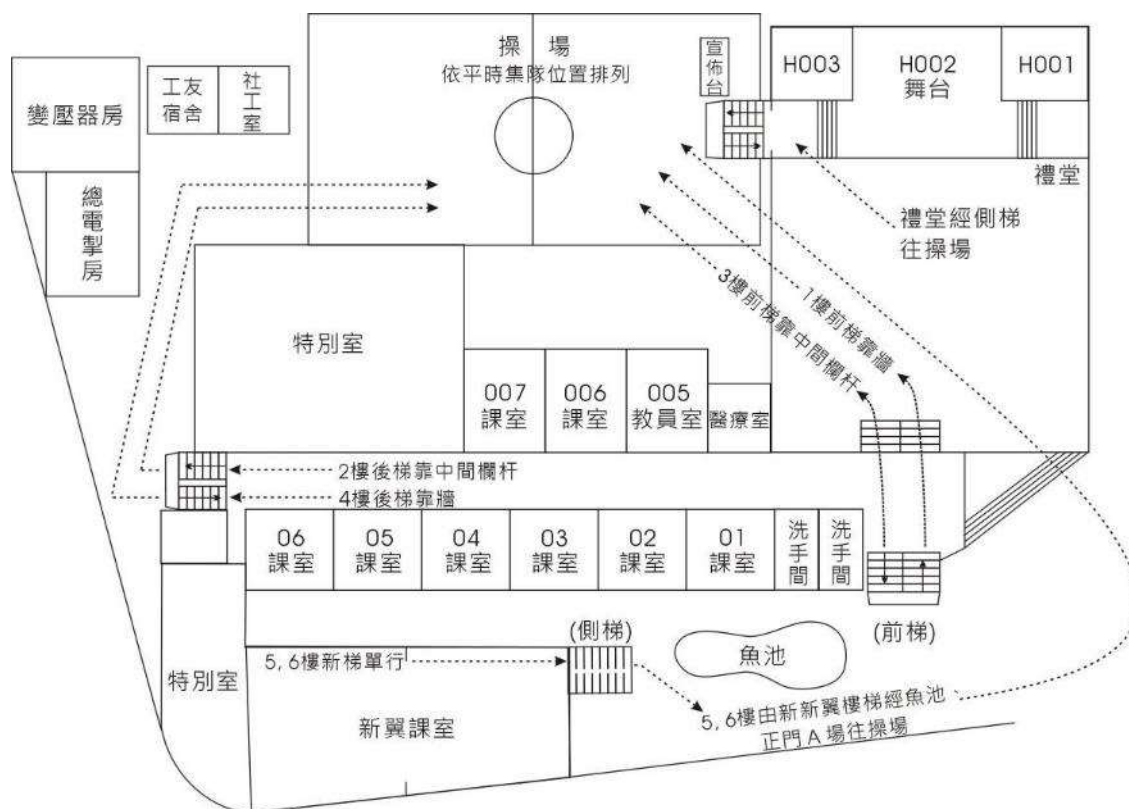 操場
依平時集隊位置排列
宣佈台
H003
H002
舞台
H001
變壓器房
工友
宿舍
社工室
總電掣房
禮堂
禮堂經側梯
往操場
1樓前梯靠牆
3樓前梯靠中間欄杆
特別室
007
課室
006
課室
005
教員室
醫療室
2樓後梯靠中間欄杆
4樓後梯靠牆
06
課室
05
課室
04
課室
03
課室
02
課室
01
課室
洗手間
洗手間
(側梯)
(前梯)
魚池
5, 6樓新梯單行
特別室
新翼課室
5, 6樓由新新翼樓梯經魚池
正門A場往操場